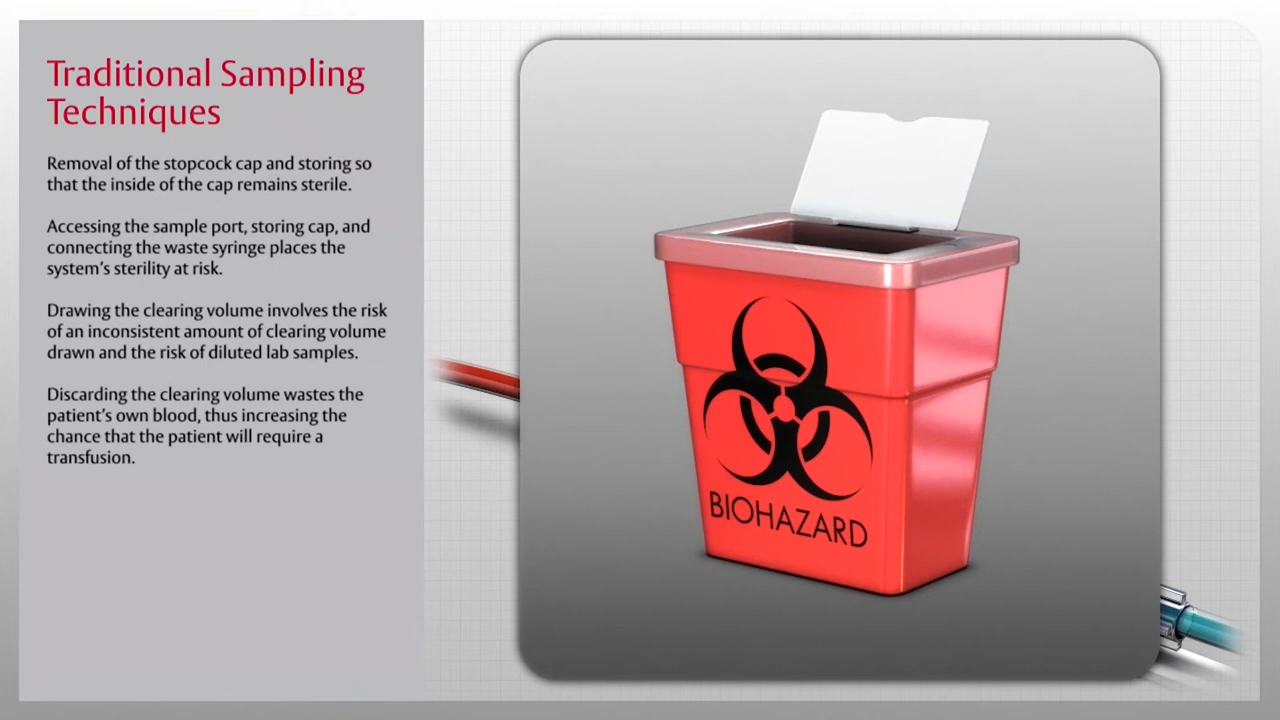 Traditional Sampling
Techniques
Removal of the stopcock cap and storing so
that the inside of the cap remains sterile.
Accessing the sample port, storing cap, and
connecting the waste syringe places the
system's sterility at risk.
Drawing the clearing volume involves the risk
of an inconsistent amount of clearing volume
drawn and the risk of diluted lab samples.
Discarding the clearing volume wastes the
patient's own blood, thus increasing the
chance that the patient will require a
transfusion.
BIOHAZARD